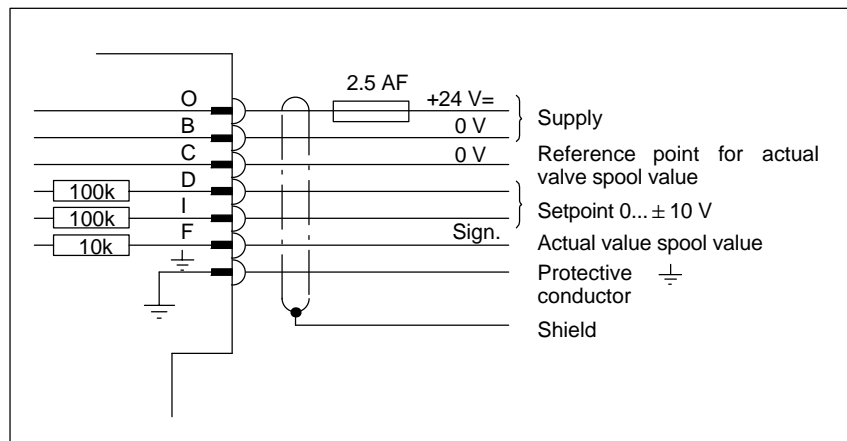 2.5 AF
O +24 V=
B 0 V Supply
C 0 V Reference point for actual
valve spool value
D
100k
I Setpoint 0... ± 10 V
100k
F Sign. Actual value spool value
10k
Protective
conductor
Shield